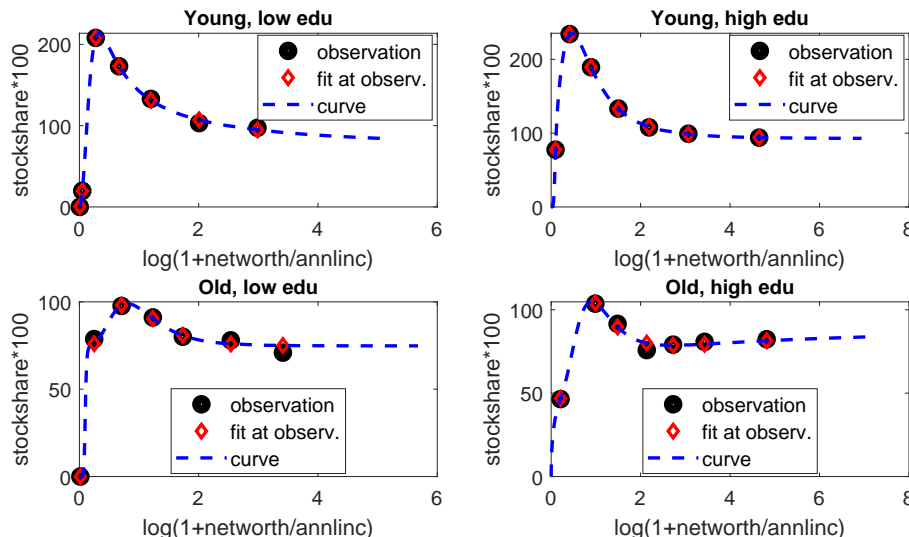 Young, low edu
stockshare*100
200
100
0
observation
fit at observ.
curve
0 2 4 6
log(1+networth/annlinc)
Young, high edu
stockshare*100
200
100
0
observation
fit at observ.
curve
0 2 4 6 8
log(1+networth/annlinc)
Old, low edu
stockshare*100
100
50
0
observation
fit at observ.
curve
0 2 4 6
log(1+networth/annlinc)
Old, high edu
stockshare*100
100
50
0
observation
fit at observ.
curve
0 2 4 6 8
log(1+networth/annlinc)